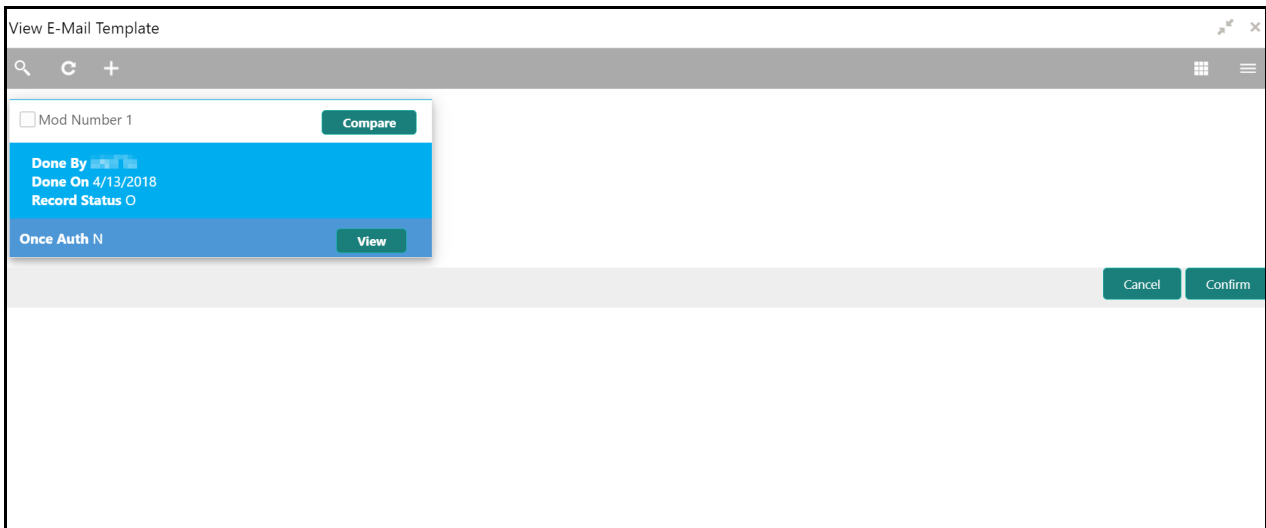 View E-Mail Template
Mod Number 1
Compare
Done By
Done On 4/13/2018
Record Status O
Once Auth N
View
Cancel
Confirm